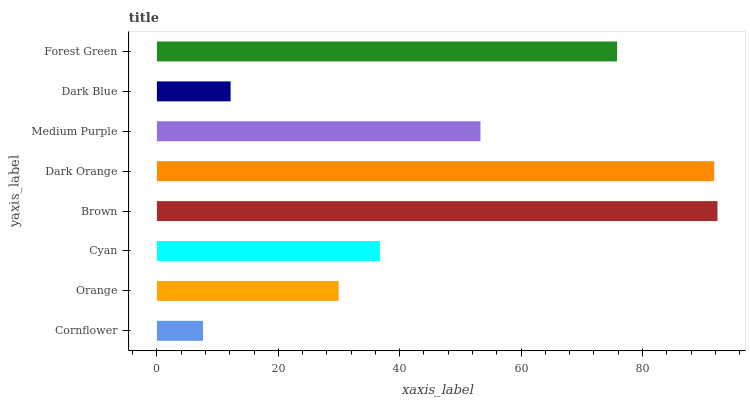 title
Forest Green
Dark Blue
Medium Purple
Dark Orange
Brown
Cyan
Orange
Cornflower
yaxis_label
0 20 40 60 80
xaxis_label